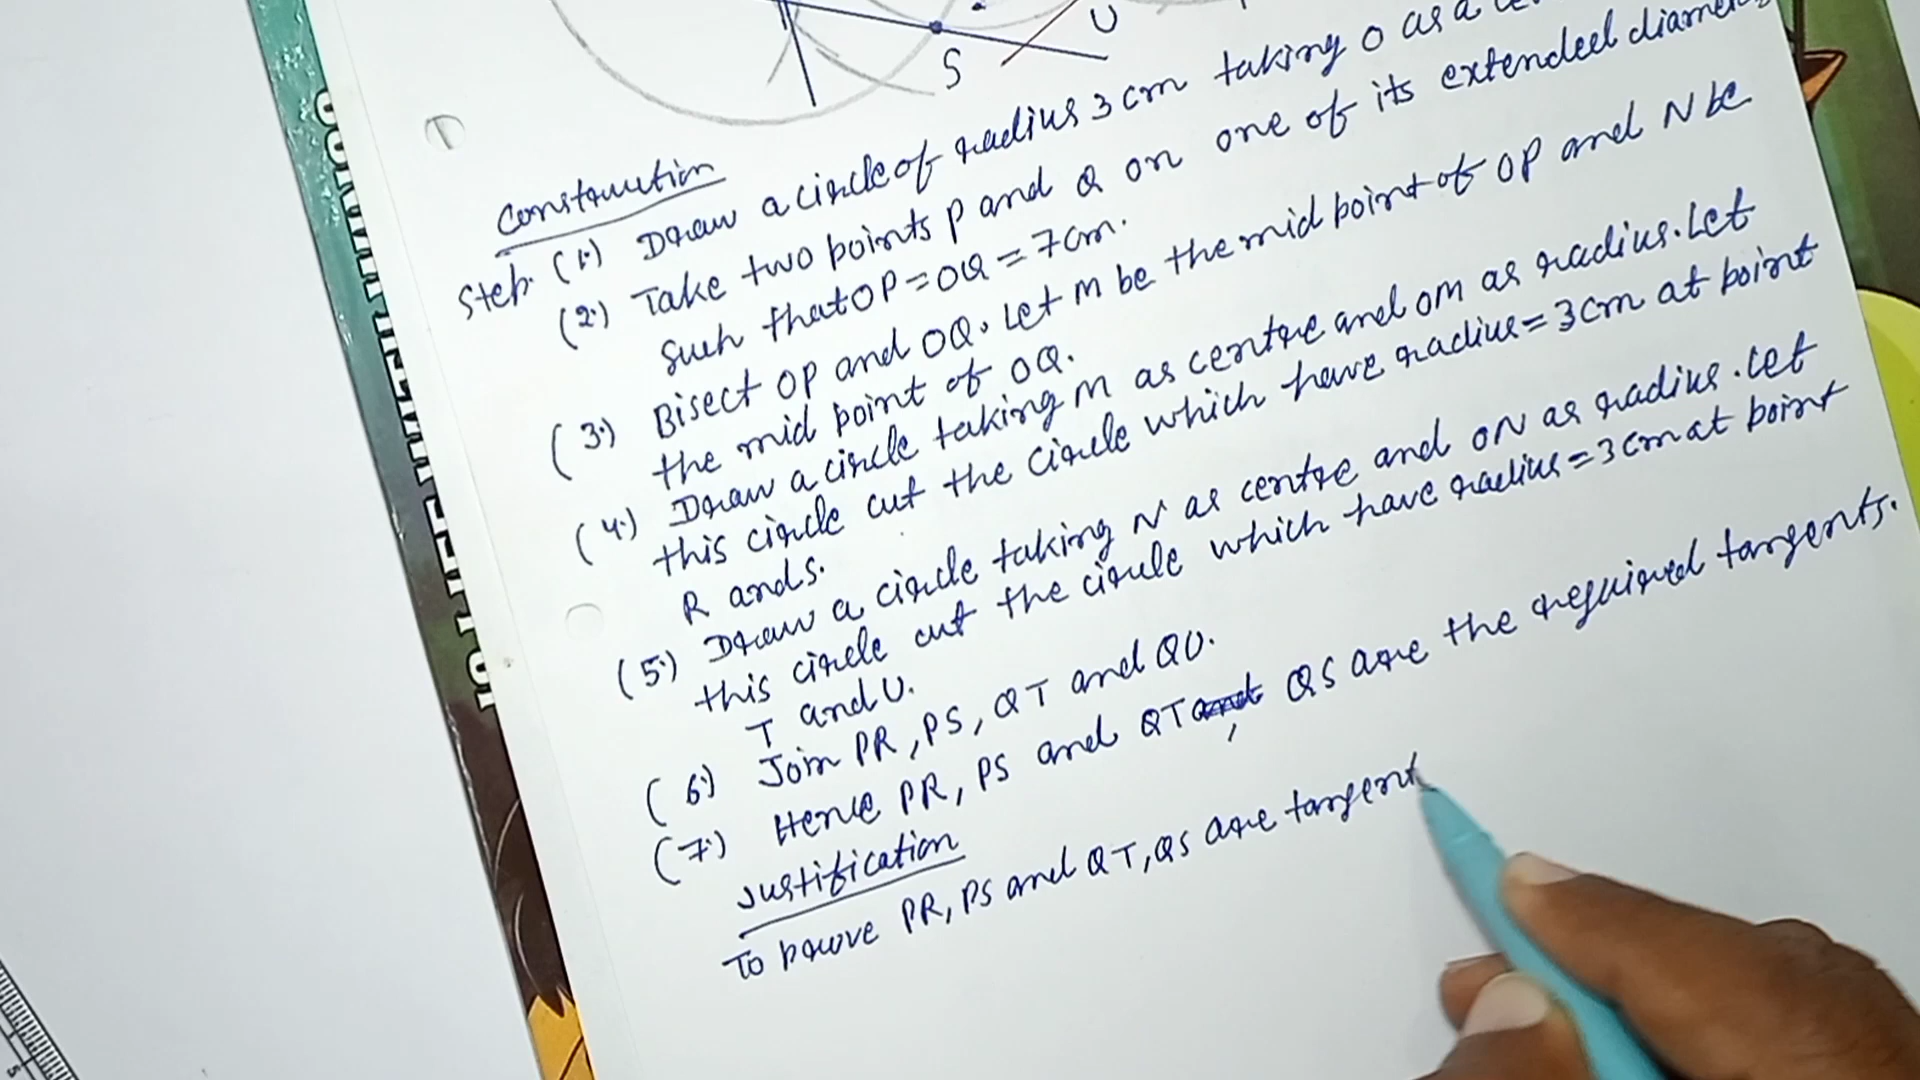 U
S
Construction
Step. (1.) Draw a circle of radius 3 cm taking O as a
(2.) Take two points P and Q on one of its extended
such that OP = OQ = 7 cm.
(3.) Bisect OP and OQ. Let M be the mid point of OP and N be
the mid point of OQ.
(4.) Draw a circle taking M as centre and OM as radius. Let
this circle cut the circle which have radius = 3 cm at point
R and S.
(5.) Draw a circle taking N as centre and ON as radius. Let
this circle cut the circle which have radius = 3 cm at point
T and U.
(6.) Join PR, PS, QT and QU.
(7.) Hence PR, PS and QT, QS are the required tangents.
Justification
To prove PR, PS and QT, QS are tangent